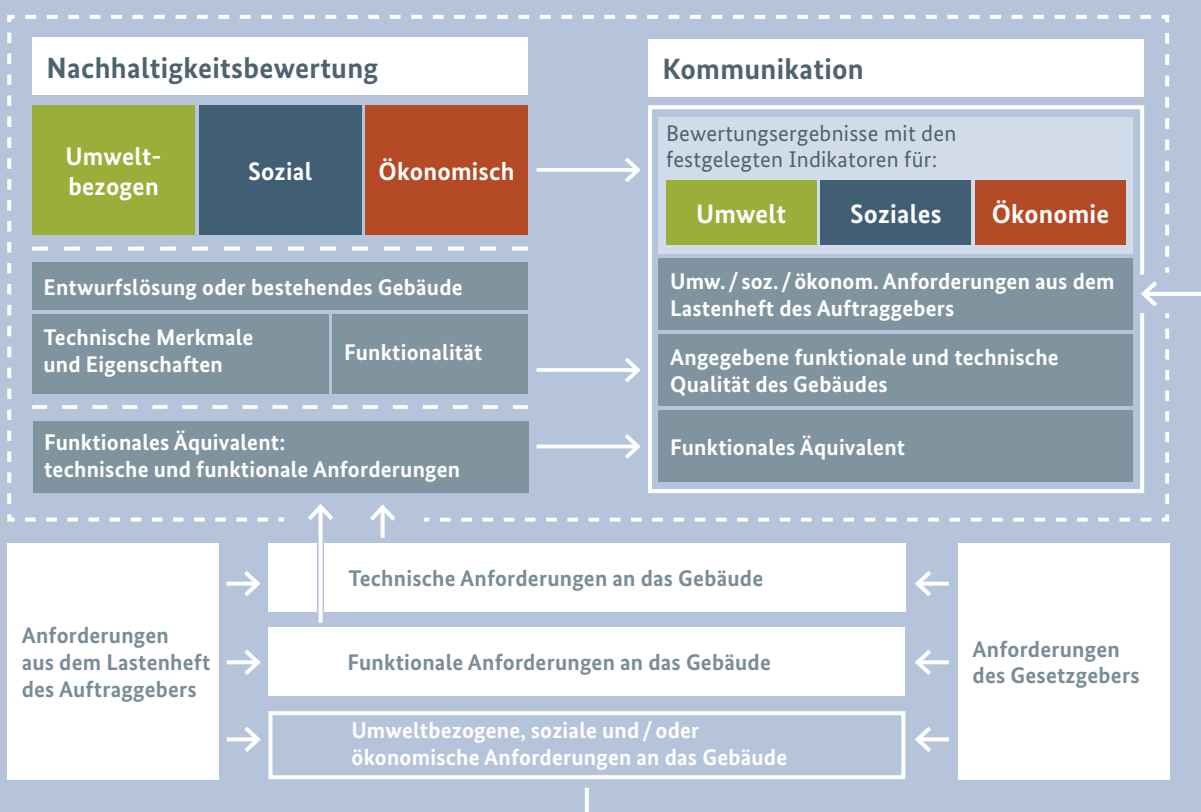 Nachhaltigkeitsbewertung
Umwelt-
bezogen
Sozial
Ökonomisch
Entwurfslösung oder bestehendes Gebäude
Technische Merkmale
und Eigenschaften
Funktionalität
Funktionales Äquivalent:
technische und funktionale Anforderungen
Kommunikation
Bewertungsergebnisse mit den
festgelegten Indikatoren für:
Umwelt
Soziales
Ökonomie
Umw. / soz. / ökonom. Anforderungen aus dem
Lastenheft des Auftraggebers
Angegebene funktionale und technische
Qualität des Gebäudes
Funktionales Äquivalent
Anforderungen
aus dem Lastenheft
des Auftraggebers
Technische Anforderungen an das Gebäude
Funktionale Anforderungen an das Gebäude
Umweltbezogene, soziale und / oder
ökonomische Anforderungen an das Gebäude
Anforderungen
des Gesetzgebers